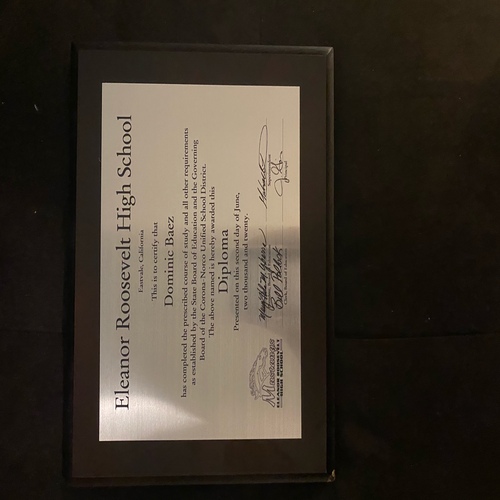 Eleanor Roosevelt High School
Eastvale, California
This is to certify that
Dominic Baez
has completed the prescribed course of study and all other requirements
as established by the State Board of Education and the Governing
Board of the Corona-Norco Unified School District.
The above named is hereby awarded this
Diploma
Presented on this second day of June,
two thousand and twenty.
Mustangs
ELEANOR ROOSEVELT
HIGH SCHOOL
Board of Education
Superintendent
Bill Pollock
Clerk, Board of Education
Principal